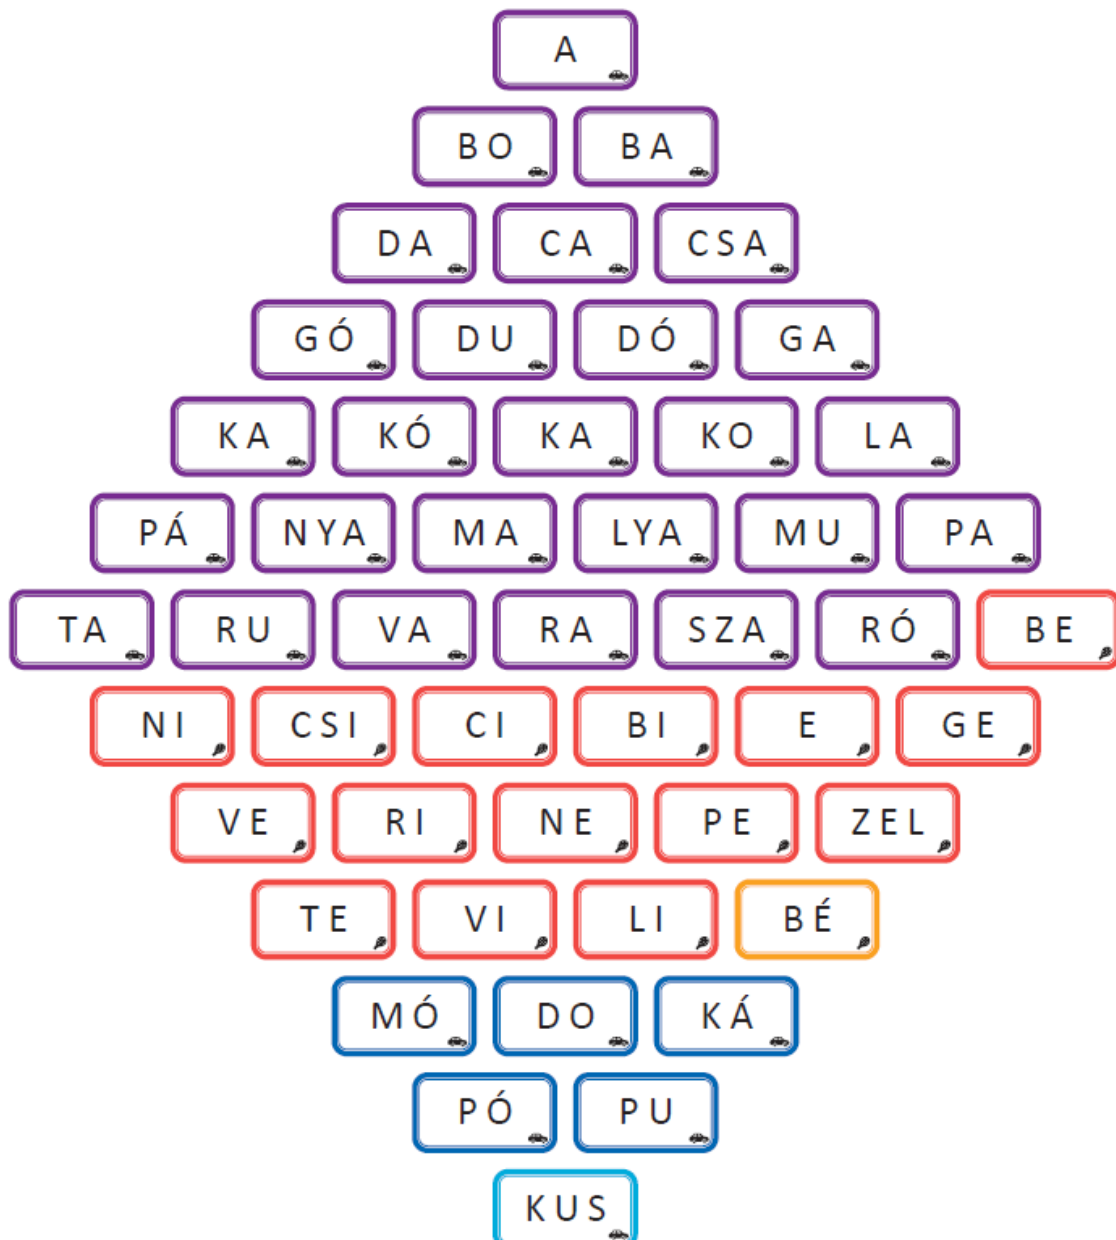 A
BO BA
DA CA CSA
GÓ DU DÓ GA
KA KÓ KA KO LA
PÁ NYA MA LYA MU PA
TA RU VA RA SZA RÓ BE
NI CSI CI BI E GE
VE RI NE PE ZEL
TE VI LI BÉ
MÓ DO KÁ
PÓ PU
KUS